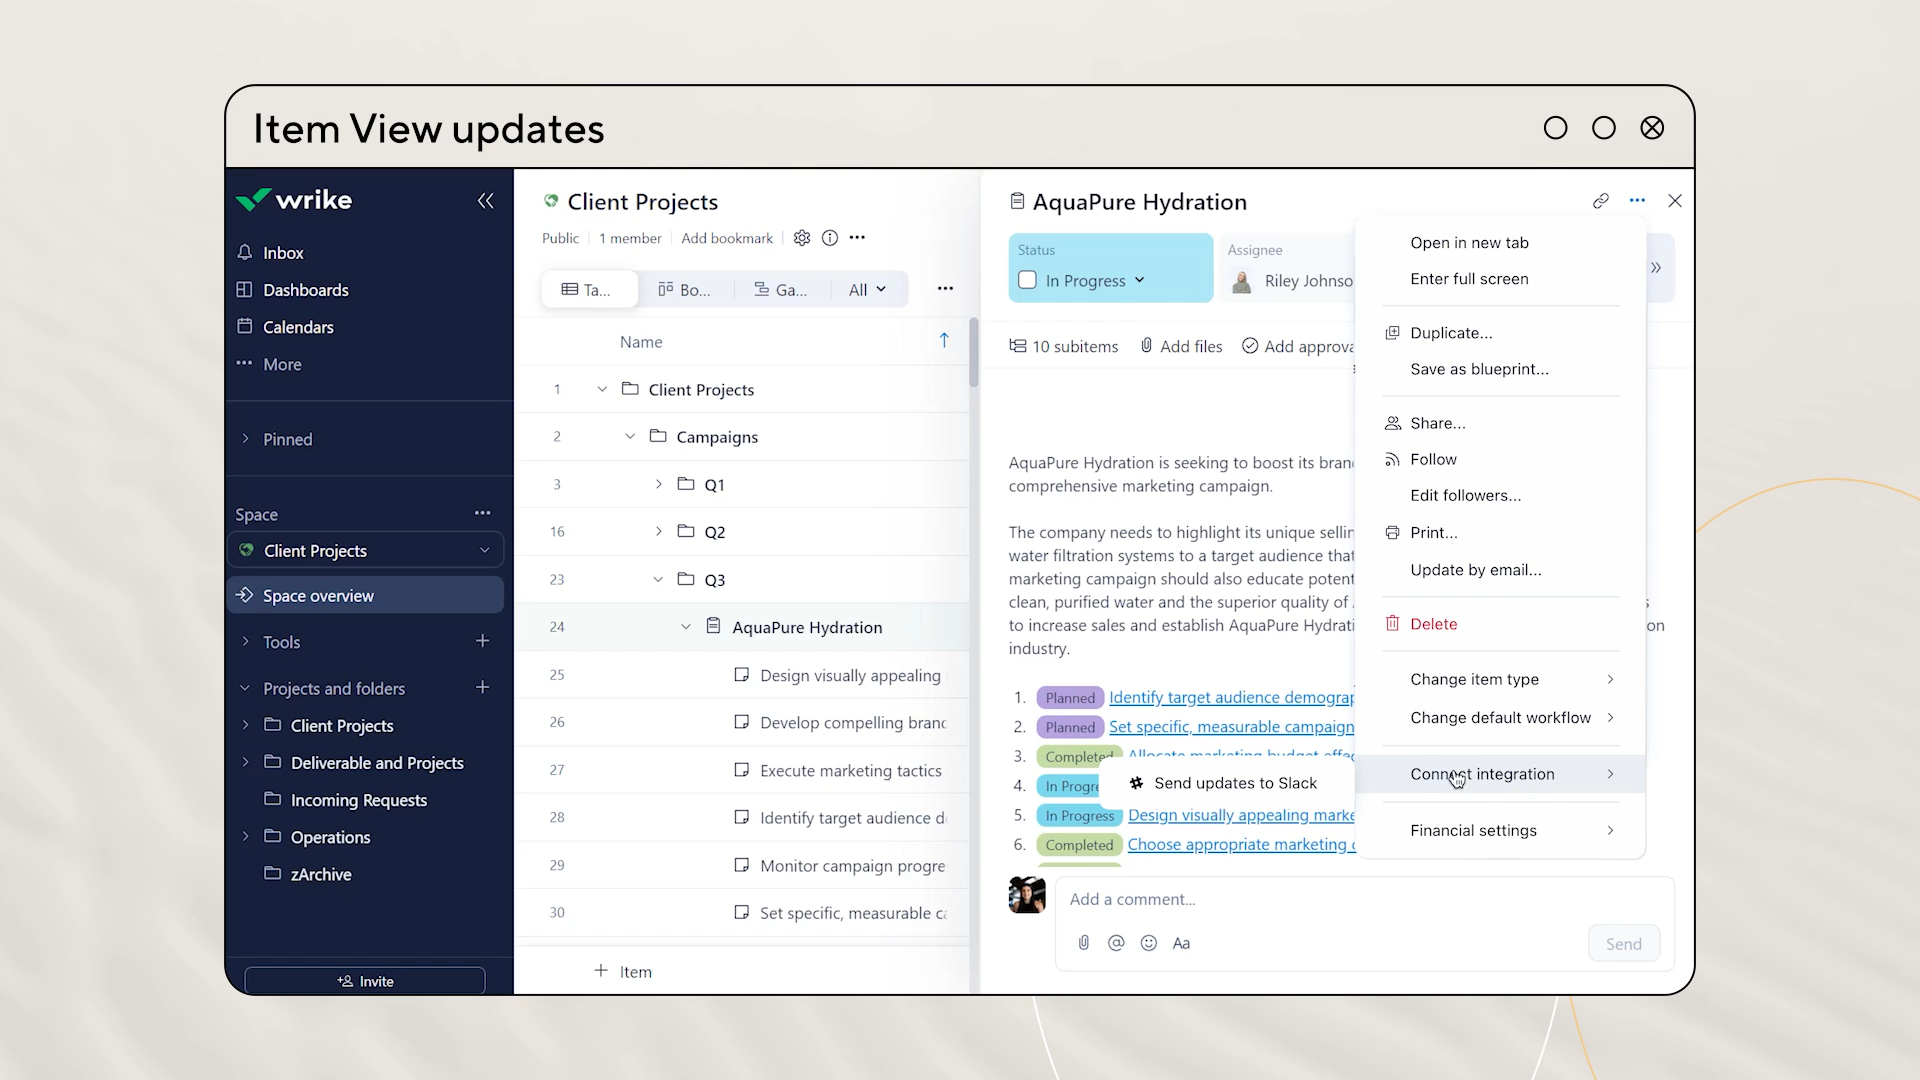 Item View updates
wrike
Inbox
Dashboards
Calendars
More
Pinned
Space
Client Projects
Space overview
Tools
Projects and folders
Client Projects
Deliverable and Projects
Incoming Requests
Operations
zArchive
Invite
Client Projects
Public
1 member
Add bookmark
Ta...
Bo...
Ga...
All
Name
1 Client Projects
2 Campaigns
3 Q1
16 Q2
23 Q3
24 AquaPure Hydration
25 Design visually appealing
26 Develop compelling branc
27 Execute marketing tactics
28 Identify target audience d
29 Monitor campaign progre
30 Set specific, measurable ca
Item
AquaPure Hydration
Status
In Progress
Assignee
Riley Johnso
10 subitems
Add files
Add approva
AquaPure Hydration is seeking to boost its bran
comprehensive marketing campaign.
The company needs to highlight its unique sellin
water filtration systems to a target audience that
marketing campaign should also educate potent
clean, purified water and the superior quality of
to increase sales and establish AquaPure Hydrati on
industry.
1. Planned Identify target audience demograp
2. Planned Set specific, measurable campaign
3. Completed Allocate marketing budget effe
4. In Progre
5. In Progress Design visually appealing marke
6. Completed Choose appropriate marketing c
Send updates to Slack
Open in new tab
Enter full screen
Duplicate...
Save as blueprint...
Share...
Follow
Edit followers...
Print...
Update by email...
Delete
Change item type
Change default workflow
Connect integration
Financial settings
Add a comment...
Aa
Send